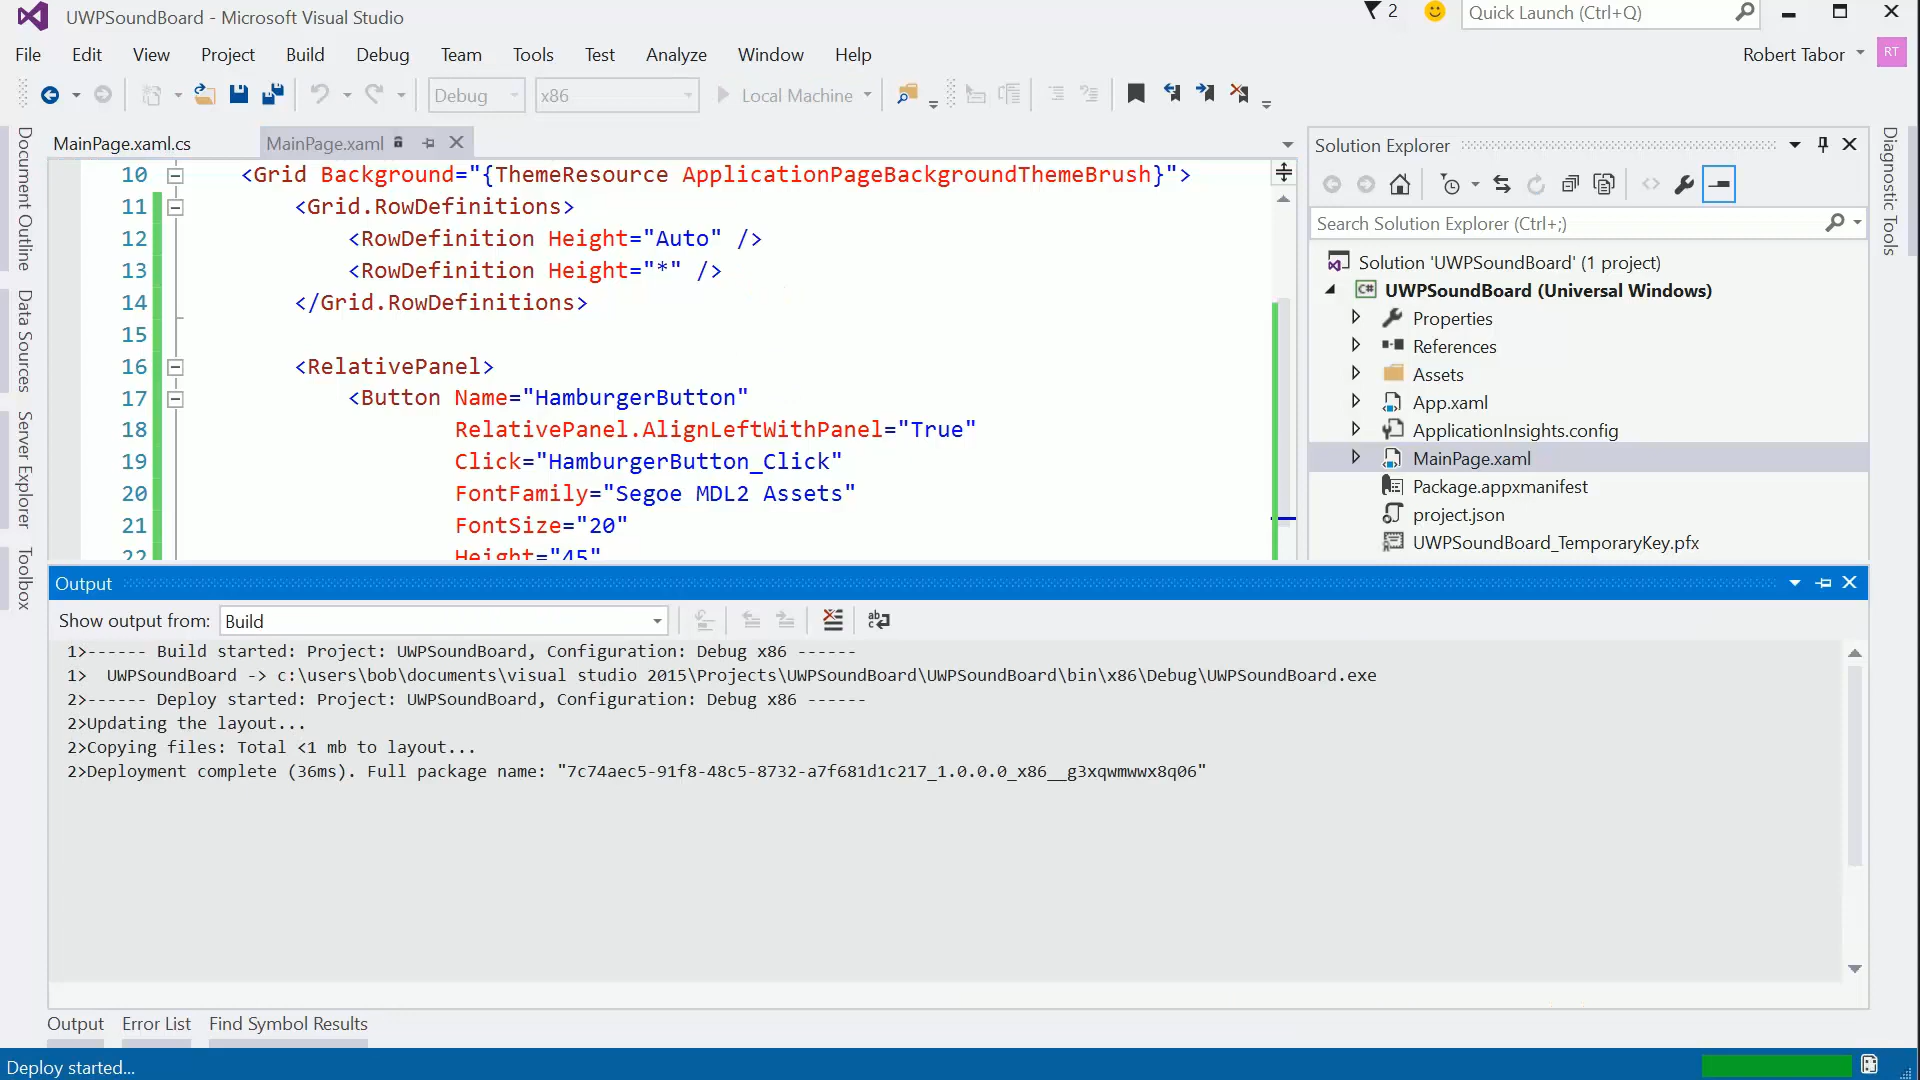 UWPSoundBoard - Microsoft Visual Studio
2
Quick Launch (Ctrl+Q)
File Edit View Project Build Debug Team Tools Test Analyze Window Help
Robert Tabor
RT
Debug x86 Local Machine
Document Outline
Data Sources
Server Explorer
Toolbox
MainPage.xaml.cs MainPage.xaml
10 <Grid Background="{ThemeResource ApplicationPageBackgroundThemeBrush}">
11 <Grid.RowDefinitions>
12 <RowDefinition Height="Auto" />
13 <RowDefinition Height="*" />
14 </Grid.RowDefinitions>
15
16 <RelativePanel>
17 <Button Name="HamburgerButton"
18 RelativePanel.AlignLeftWithPanel="True"
19 Click="HamburgerButton_Click"
20 FontFamily="Segoe MDL2 Assets"
21 FontSize="20"
22 Height="45"
Solution Explorer
Search Solution Explorer (Ctrl+;)
Solution 'UWPSoundBoard' (1 project)
C# UWPSoundBoard (Universal Windows)
Properties
References
Assets
App.xaml
ApplicationInsights.config
MainPage.xaml
Package.appxmanifest
project.json
UWPSoundBoard_TemporaryKey.pfx
Diagnostic Tools
Output
Show output from: Build
1>------ Build started: Project: UWPSoundBoard, Configuration: Debug x86 ------
1>  UWPSoundBoard -> c:\users\bob\documents\visual studio 2015\Projects\UWPSoundBoard\UWPSoundBoard\bin\x86\Debug\UWPSoundBoard.exe
2>------ Deploy started: Project: UWPSoundBoard, Configuration: Debug x86 ------
2>Updating the layout...
2>Copying files: Total <1 mb to layout...
2>Deployment complete (36ms). Full package name: "7c74aec5-91f8-48c5-8732-a7f681d1c217_1.0.0.0_x86__g3xqwmwwx8q06"
Output Error List Find Symbol Results
Deploy started...